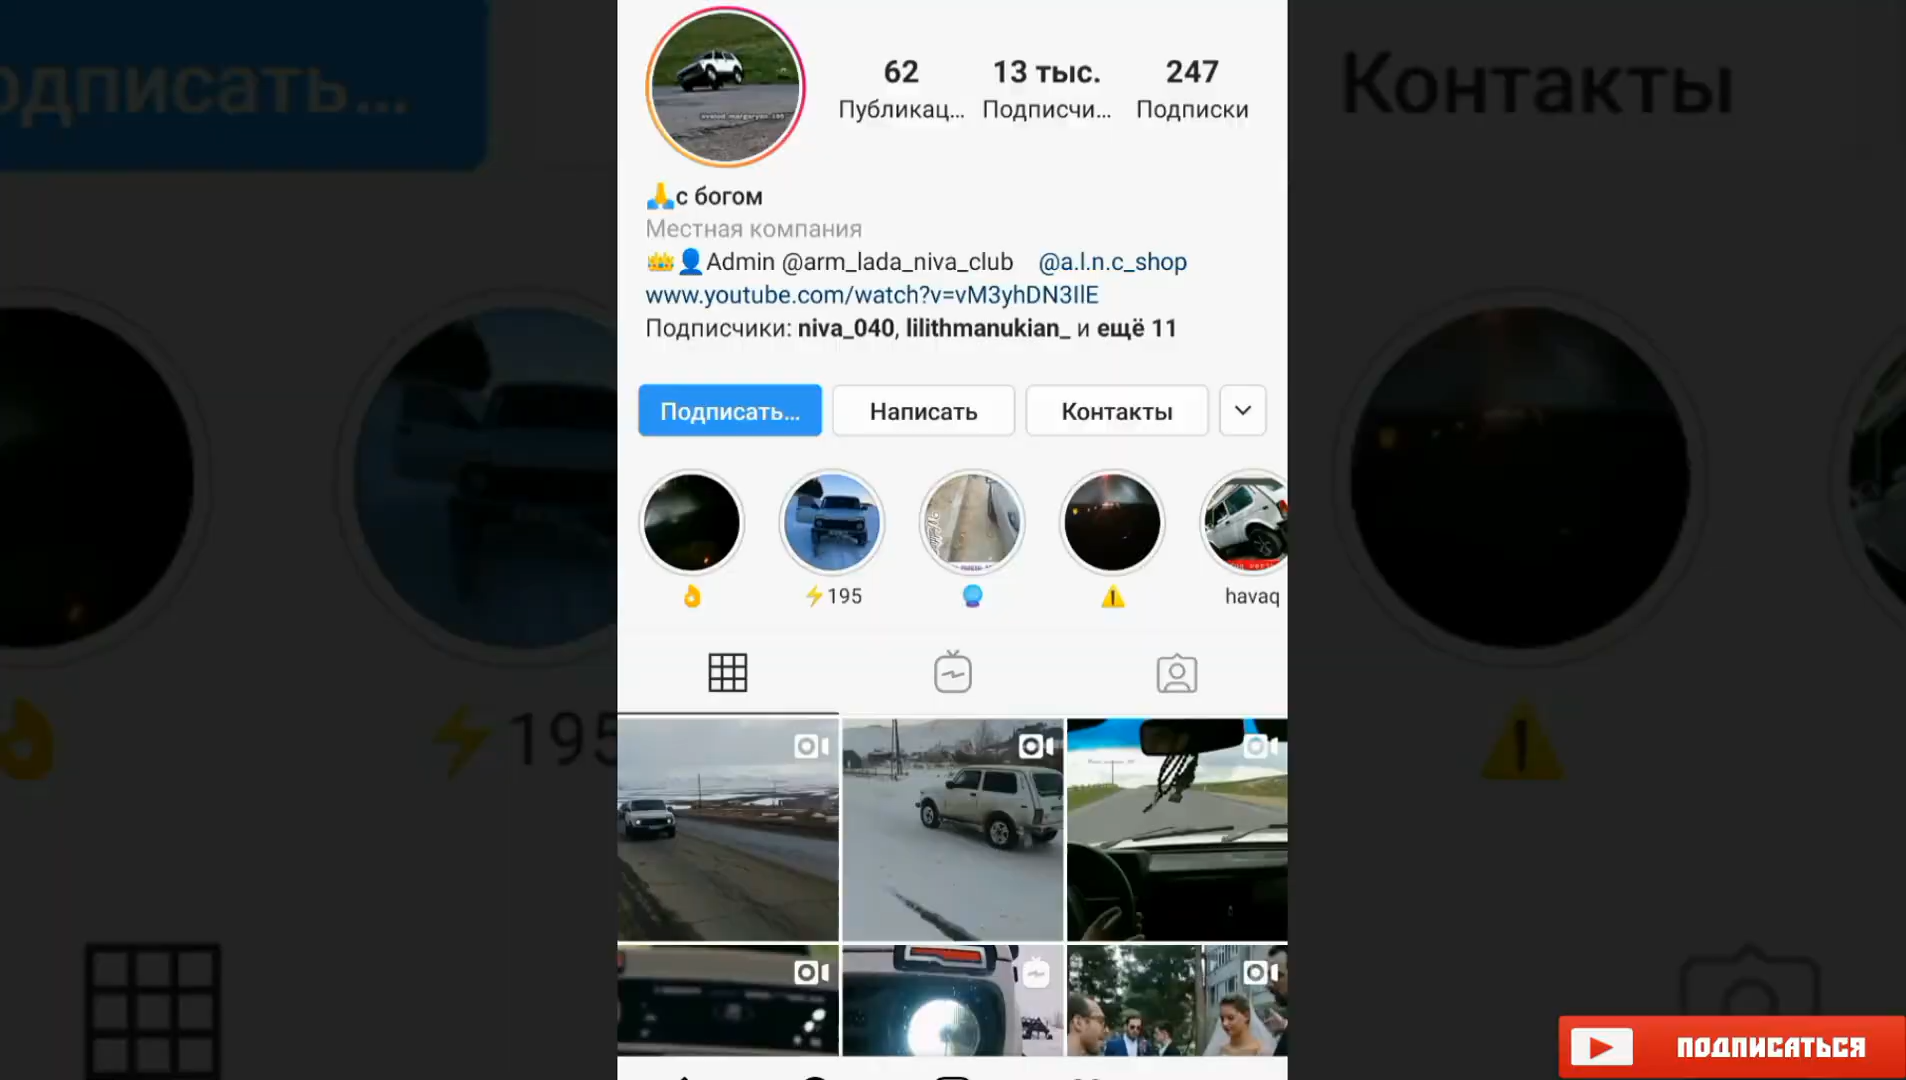 62 13 тыс. 247
Публикац... Подписчи... Подписки
с богом
Местная компания
Admin @arm_lada_niva_club @a.l.n.c_shop
www.youtube.com/watch?v=vM3yhDN3IlE
Подписчики: niva_040, lilithmanukian_ и ещё 11
Подписать... Написать Контакты
195 havaq
одписать...
Контакты
195
ПОДПИСАТЬСЯ